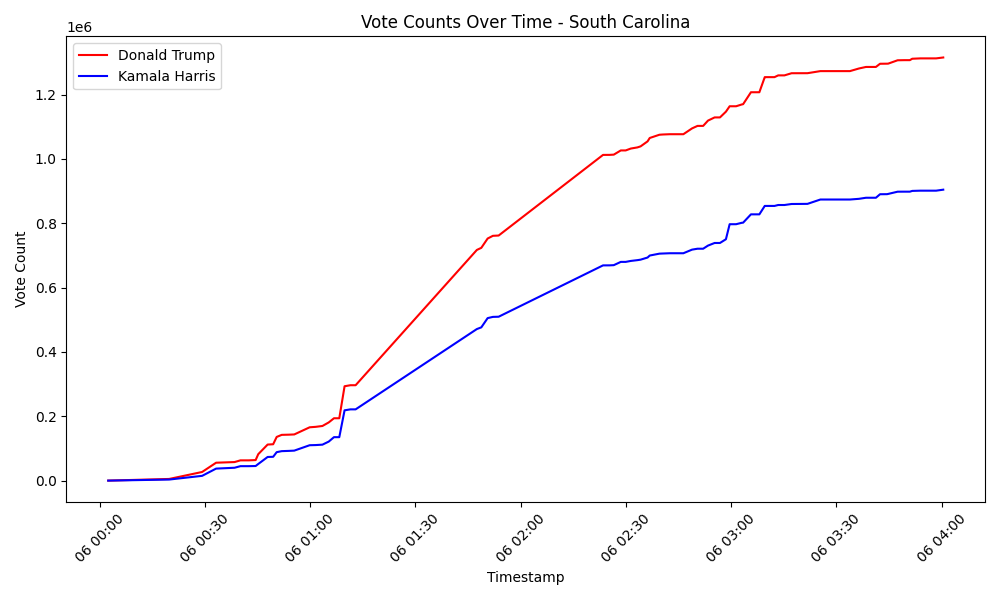 Vote Counts Over Time - South Carolina
1e6
Donald Trump
Kamala Harris
1.2
1.0
0.8
0.6
0.4
0.2
0.0
Vote Count
06 00:00
06 00:30
06 01:00
06 01:30
06 02:00
06 02:30
06 03:00
06 03:30
06 04:00
Timestamp